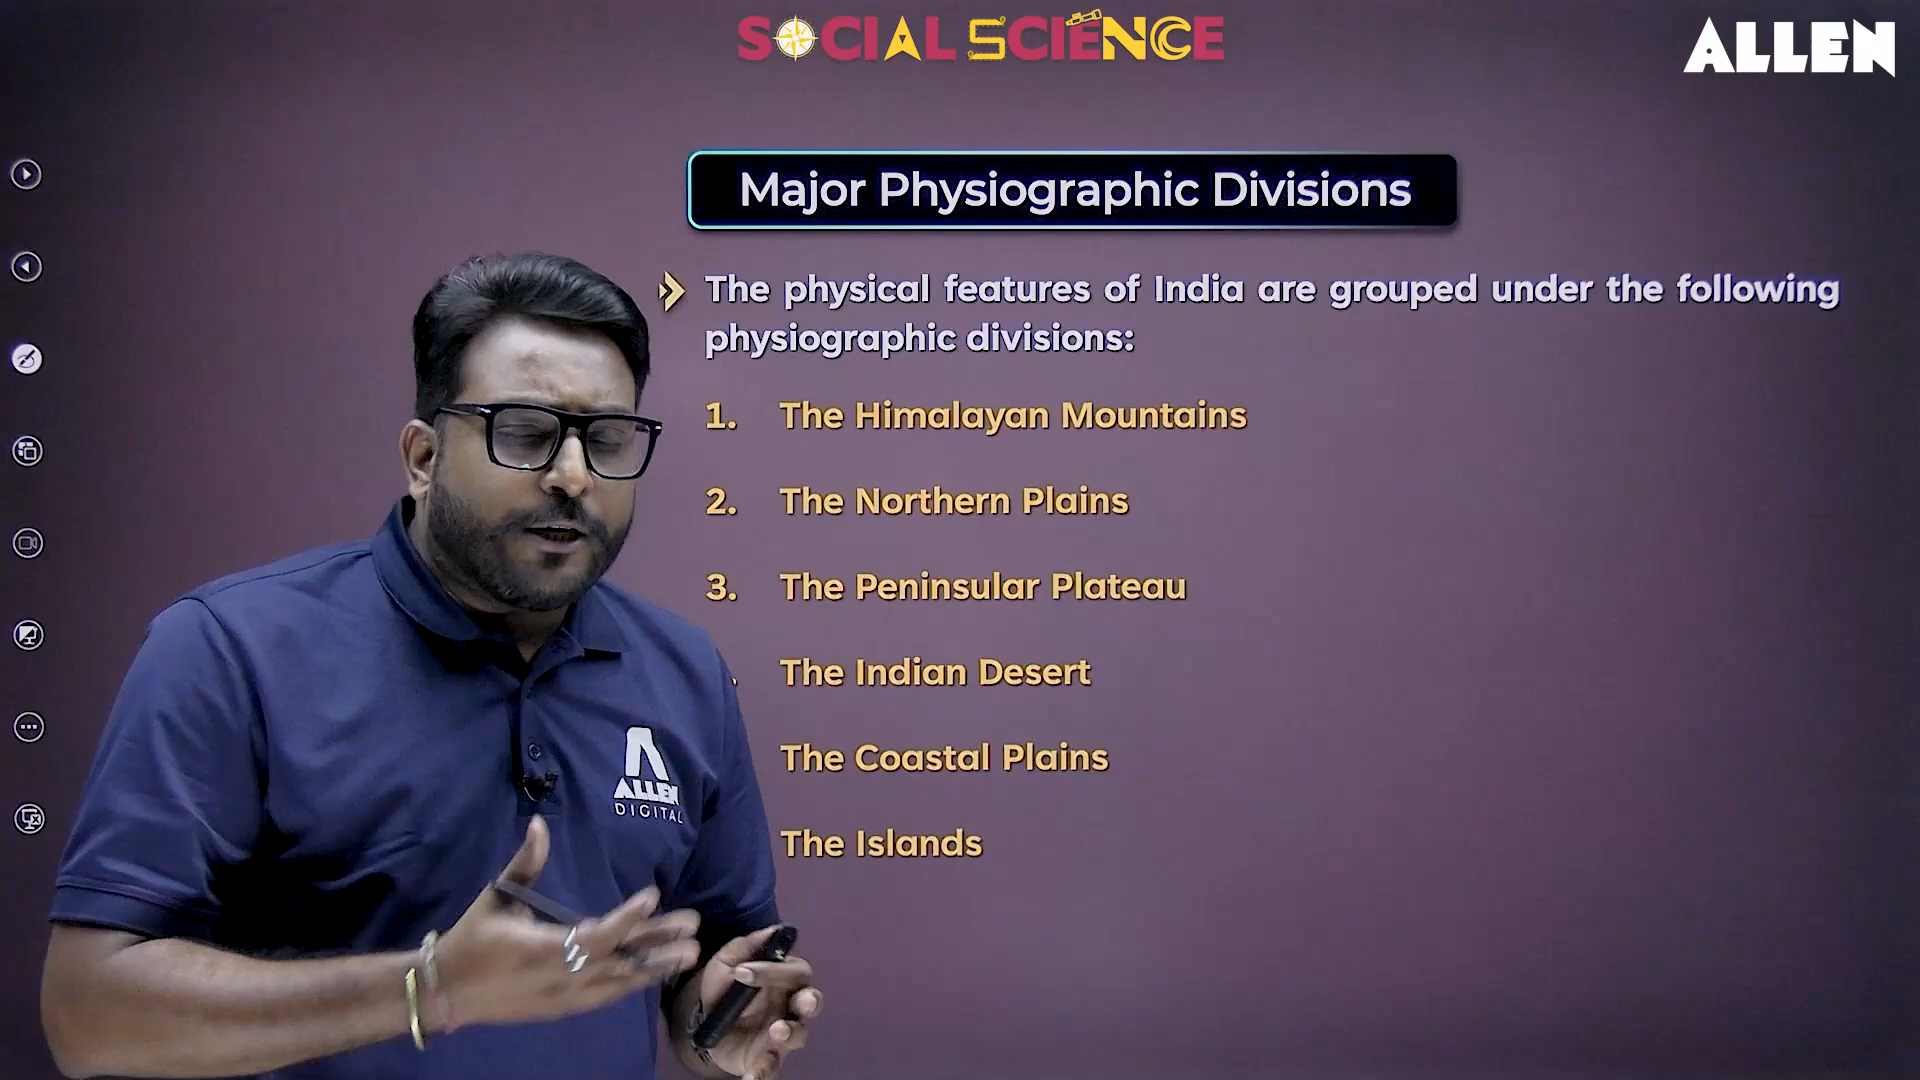 SOCIAL SCIENCE
ALLEN
Major Physiographic Divisions
The physical features of India are grouped under the following
physiographic divisions:
1. The Himalayan Mountains
2. The Northern Plains
3. The Peninsular Plateau
The Indian Desert
The Coastal Plains
The Islands
ALLEN
DIGITAL